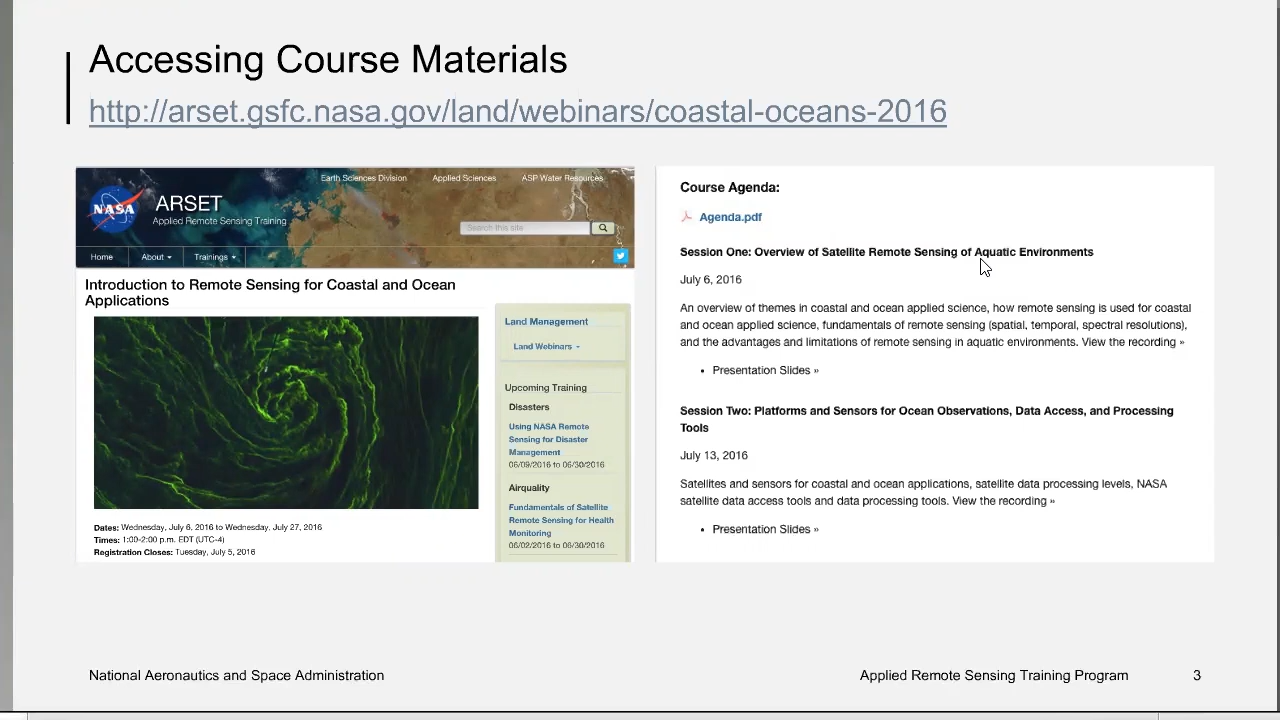 Accessing Course Materials
http://arset.gsfc.nasa.gov/land/webinars/coastal-oceans-2016
Earth Sciences Division Applied Sciences ASP Water Resources
NASA
ARSET
Applied Remote Sensing Training
Search this site
Home About Trainings
Introduction to Remote Sensing for Coastal and Ocean
Applications
Dates: Wednesday, July 6, 2016 to Wednesday, July 27, 2016
Times: 1:00-2:00 p.m. EDT (UTC-4)
Registration Closes: Tuesday, July 5, 2016
Land Management
Land Webinars
Upcoming Training
Disasters
Using NASA Remote
Sensing for Disaster
Management
06/09/2016 to 06/30/2016
Airquality
Fundamentals of Satellite
Remote Sensing for Health
Monitoring
06/02/2016 to 06/30/2016
Course Agenda:
Agenda.pdf
Session One: Overview of Satellite Remote Sensing of Aquatic Environments
July 6, 2016
An overview of themes in coastal and ocean applied science, how remote sensing is used for coastal
and ocean applied science, fundamentals of remote sensing (spatial, temporal, spectral resolutions),
and the advantages and limitations of remote sensing in aquatic environments. View the recording »
• Presentation Slides »
Session Two: Platforms and Sensors for Ocean Observations, Data Access, and Processing
Tools
July 13, 2016
Satellites and sensors for coastal and ocean applications, satellite data processing levels, NASA
satellite data access tools and data processing tools. View the recording »
• Presentation Slides »
National Aeronautics and Space Administration
Applied Remote Sensing Training Program 3